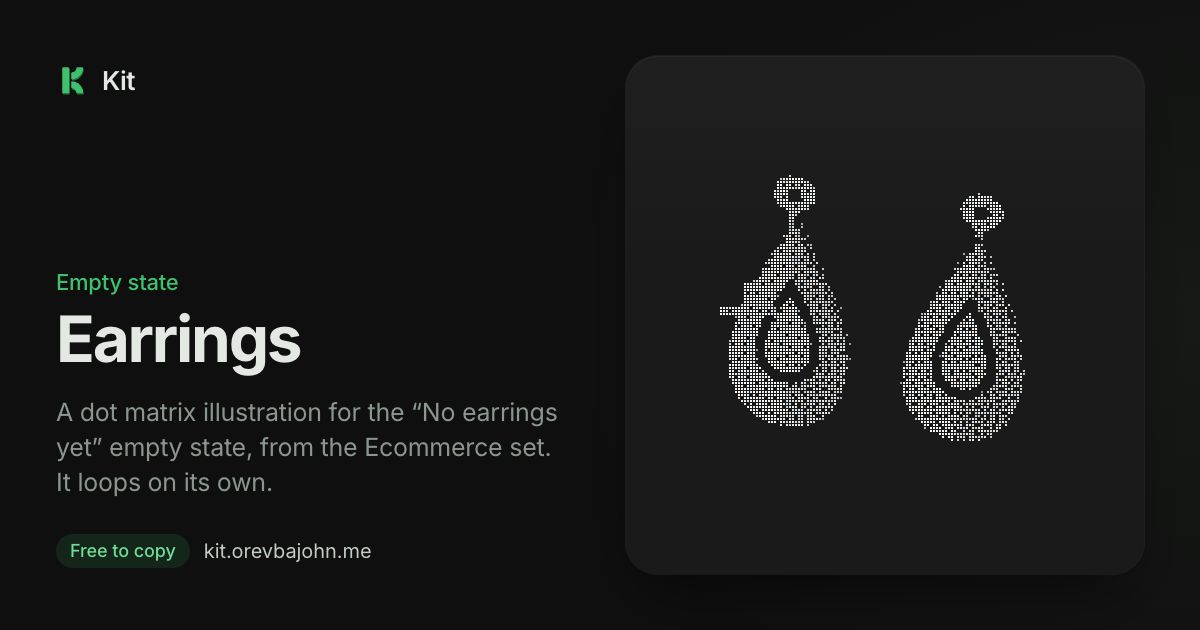 Kit
Empty state
Earrings
A dot matrix illustration for the “No earrings
yet” empty state, from the Ecommerce set.
It loops on its own.
Free to copy
kit.orevbajohn.me